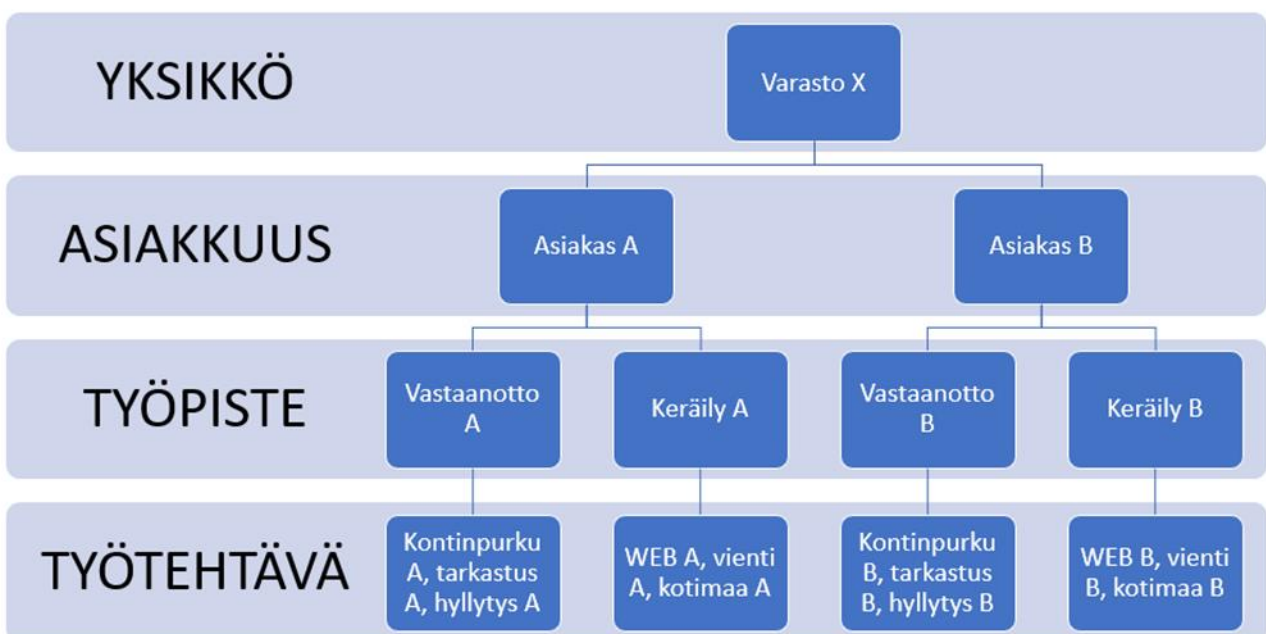 YKSIKKÖ
Varasto X
ASIAKKUUS
Asiakas A
Asiakas B
TYÖPISTE
Vastaanotto
A
Keräily A
Vastaanotto
B
Keräily B
TYÖTEHTÄVÄ
Kontinpurku
A, tarkastus
A, hyllytys A
WEB A, vienti
A, kotimaa A
Kontinpurku
B, tarkastus
B, hyllytys B
WEB B, vienti
B, kotimaa B